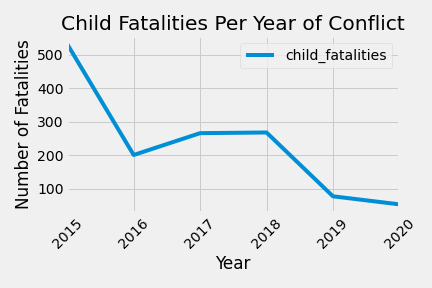 Child Fatalities Per Year of Conflict
child_fatalities
Number of Fatalities
500
400
300
200
100
2015
2016
2017
2018
2019
2020
Year